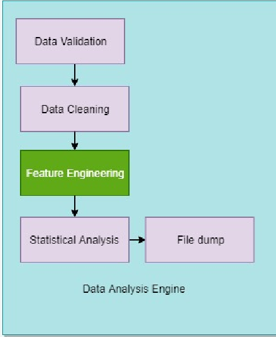 Data Validation
Data Cleaning
Feature Engineering
Statistical Analysis
File dump
Data Analysis Engine